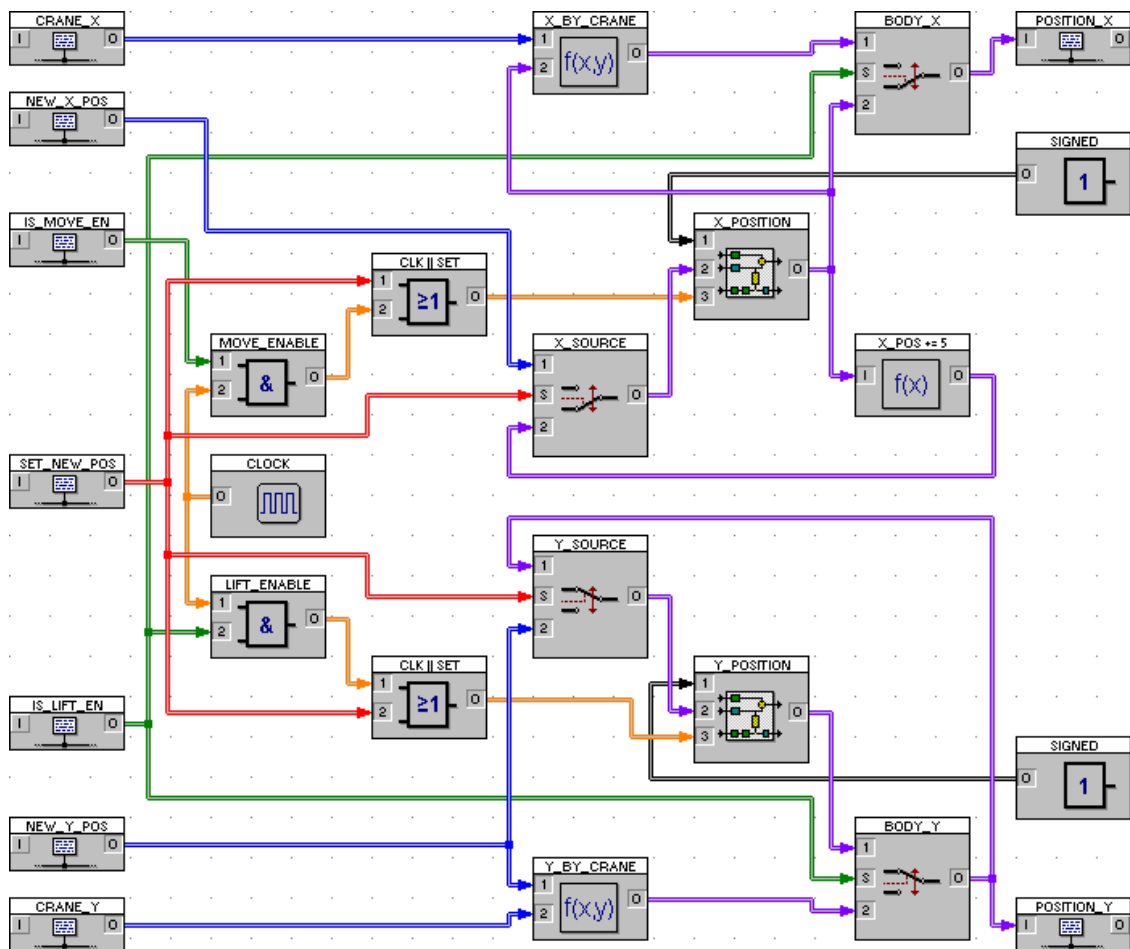 CRANE_X
I
O
X_BY_CRANE
1
2
f(x,y)
O
BODY_X
1
S
2
O
POSITION_X
I
O
NEW_X_POS
I
O
SIGNED
O
1
IS_MOVE_EN
I
O
CLK || SET
1
2
≥1
O
X_POSITION
1
2
3
O
MOVE_ENABLE
1
2
&
O
X_SOURCE
1
S
2
O
X_POS += 5
I
f(x)
O
SET_NEW_POS
I
O
CLOCK
O
Y_SOURCE
1
S
2
O
LIFT_ENABLE
1
2
&
O
CLK || SET
1
2
≥1
O
Y_POSITION
1
2
3
O
IS_LIFT_EN
I
O
SIGNED
O
1
NEW_Y_POS
I
O
BODY_Y
1
S
2
O
Y_BY_CRANE
1
2
f(x,y)
O
CRANE_Y
I
O
POSITION_Y
I
O